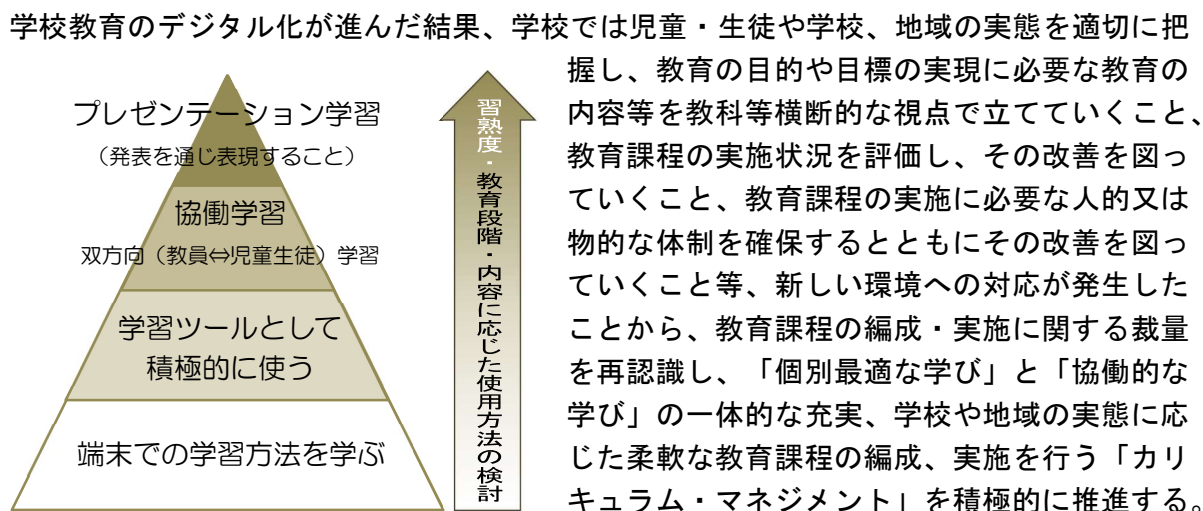 学校教育のデジタル化が進んだ結果、学校では児童・生徒や学校、地域の実態を適切に把
握し、教育の目的や目標の実現に必要な教育の
内容等を教科等横断的な視点で立てていくこと、
教育課程の実施状況を評価し、その改善を図っ
ていくこと、教育課程の実施に必要な人的又は
物的な体制を確保するとともにその改善を図っ
ていくこと等、新しい環境への対応が発生した
ことから、教育課程の編成・実施に関する裁量
を再認識し、「個別最適な学び」と「協働的な
学び」の一体的な充実、学校や地域の実態に応
じた柔軟な教育課程の編成、実施を行う「カリ
キュラム・マネジメント」を積極的に推進する。
プレゼンテーション学習
（発表を通じ表現すること）
協働学習
双方向（教員⇔児童生徒）学習
学習ツールとして
積極的に使う
端末での学習方法を学ぶ
習熟度・教育段階・内容に応じた使用方法の検討